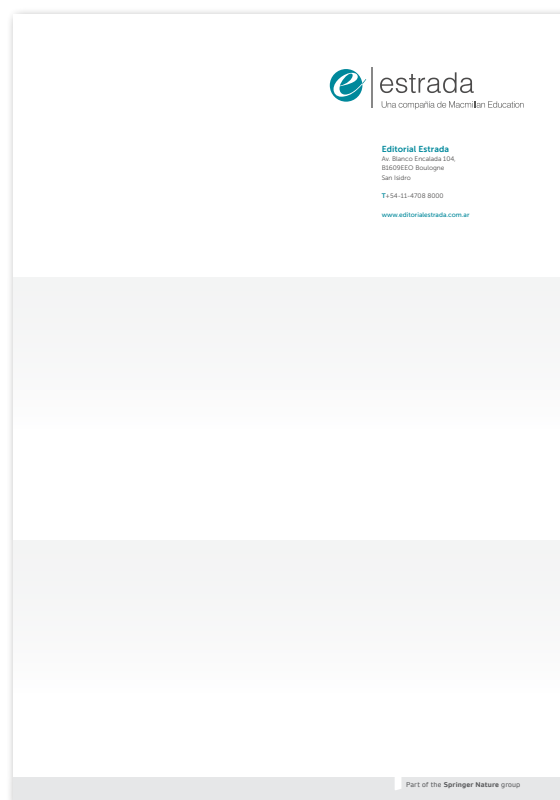 e estrada
Una compañía de Macmillan Education
Editorial Estrada
Av. Blanco Encalada 104,
B1609EEO Boulogne
San Isidro
T+54-11-4708 8000
www.editorialestrada.com.ar
Part of the Springer Nature group